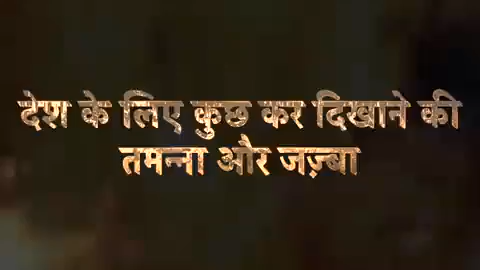 देश के लिए कुछ कर दिखाने की
तमन्ना और जज़्बा